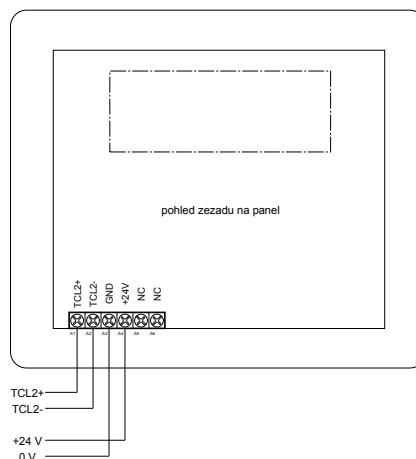 pohled zezadu na panel
TCL2+
TCL2-
GND
+24V
NC
NC
A1 A2 A3 A4 A5 A6
TCL2+
TCL2-
+24 V
0 V